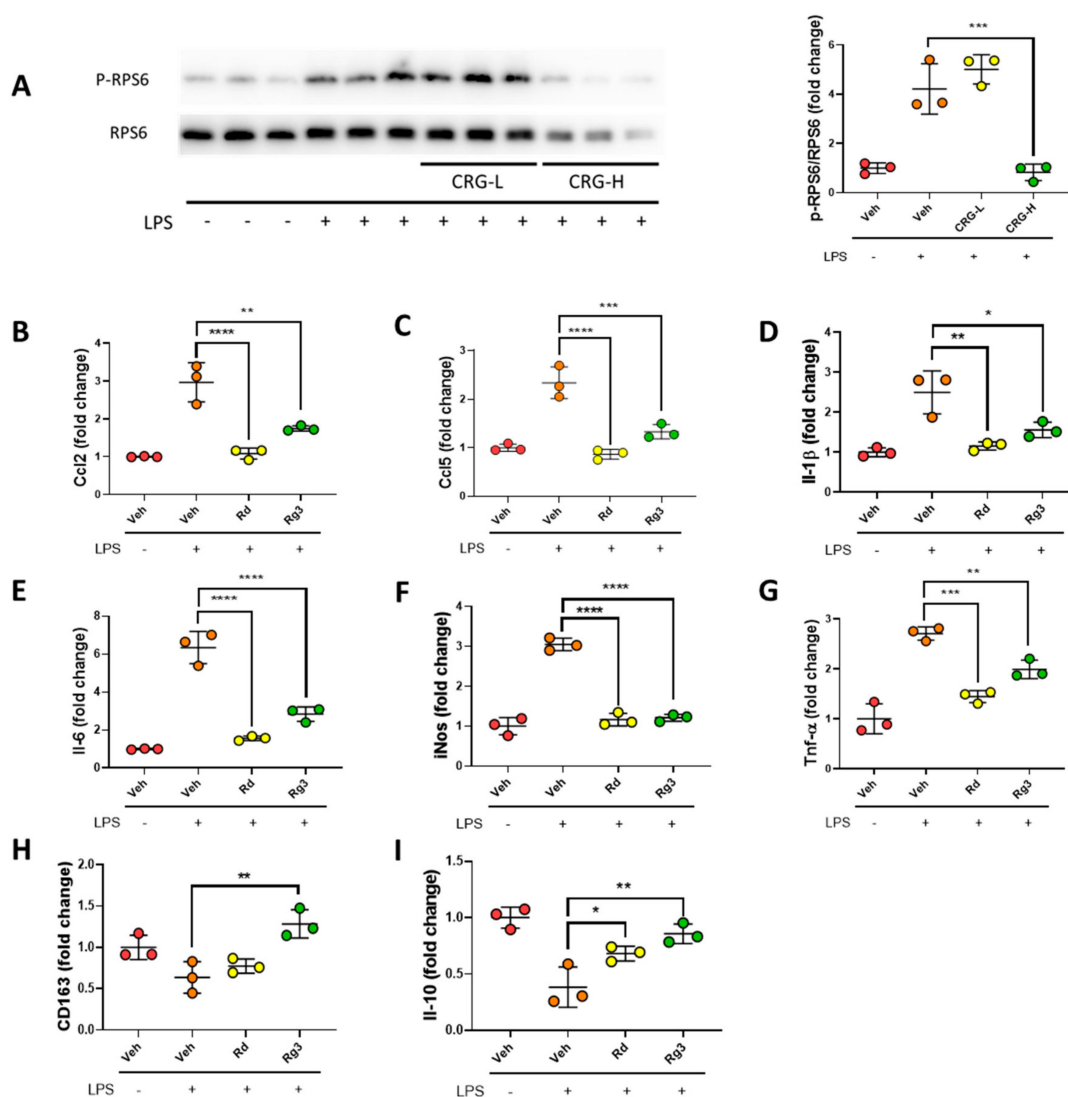 A
P-RPS6
RPS6
CRG-L CRG-H
LPS - - - + + + + + + + + +
p-RPS6/RPS6 (fold change)
***
6
4
2
0
Veh Veh CRG-L CRG-H
LPS - + + +
B
Ccl2 (fold change)
**
****
4
3
2
1
0
Veh Veh Rd Rg3
LPS - + + +
C
Ccl5 (fold change)
***
****
3
2
1
0
Veh Veh Rd Rg3
LPS - + + +
D
Il-1β (fold change)
*
**
4
3
2
1
0
Veh Veh Rd Rg3
LPS - + + +
E
Il-6 (fold change)
****
****
8
6
4
2
0
Veh Veh Rd Rg3
LPS - + + +
F
iNos (fold change)
****
****
4
3
2
1
0
Veh Veh Rd Rg3
LPS - + + +
G
Tnf-α (fold change)
**
***
4
3
2
1
0
Veh Veh Rd Rg3
LPS - + + +
H
CD163 (fold change)
**
2.0
1.5
1.0
0.5
0.0
Veh Veh Rd Rg3
LPS - + + +
I
Il-10 (fold change)
**
*
1.5
1.0
0.5
0.0
Veh Veh Rd Rg3
LPS - + + +